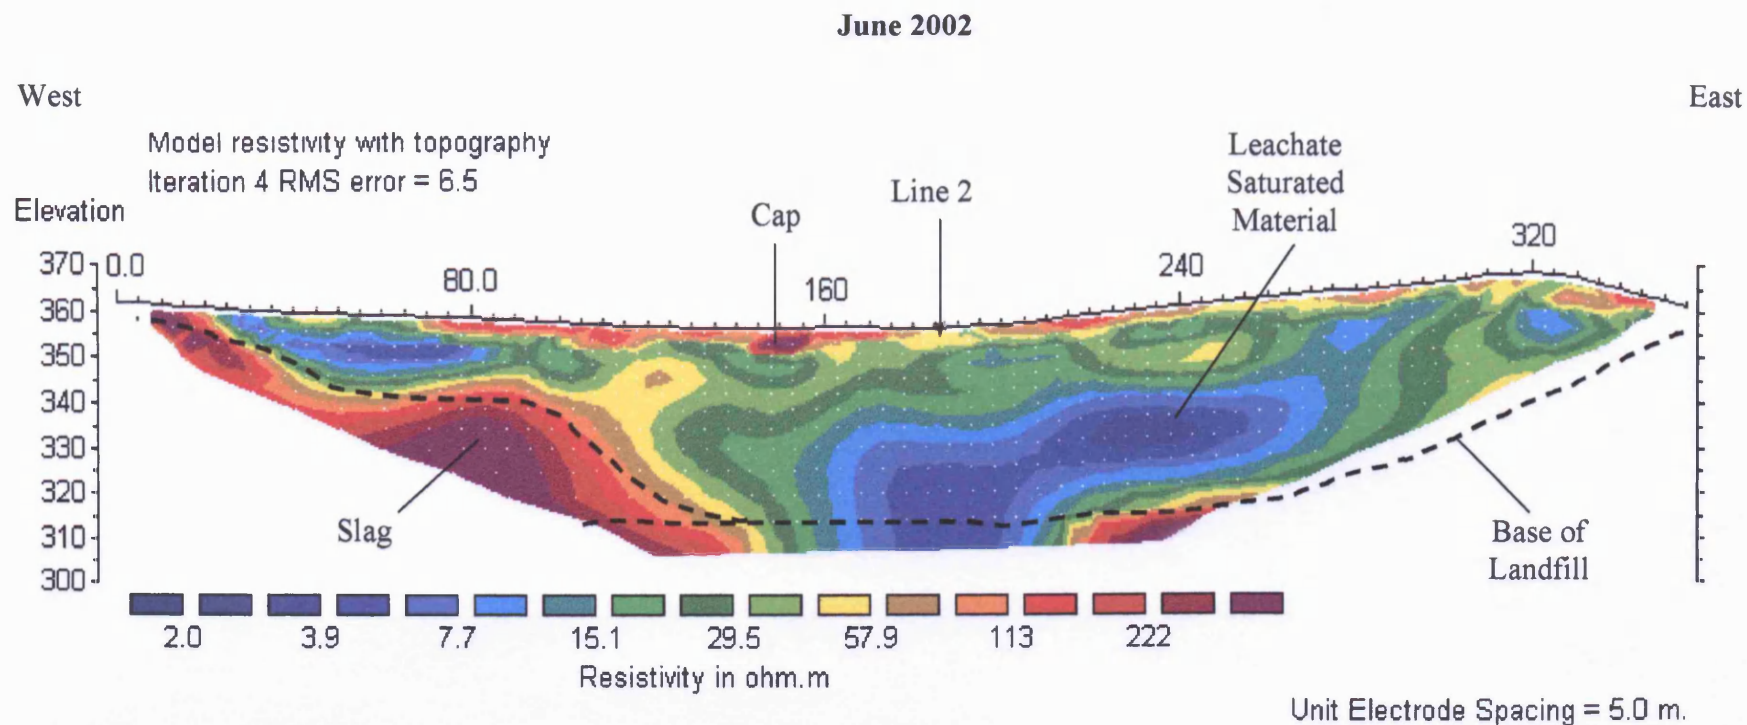 June 2002
West
East
Model resistivity with topography
Iteration 4 RMS error = 6.5
Leachate
Saturated
Material
Line 2
Cap
Elevation
370
360
350
340
330
320
310
300
0.0
80.0
160
240
320
Slag
Base of
Landfill
2.0 3.9 7.7 15.1 29.5 57.9 113 222
Resistivity in ohm.m
Unit Electrode Spacing = 5.0 m.